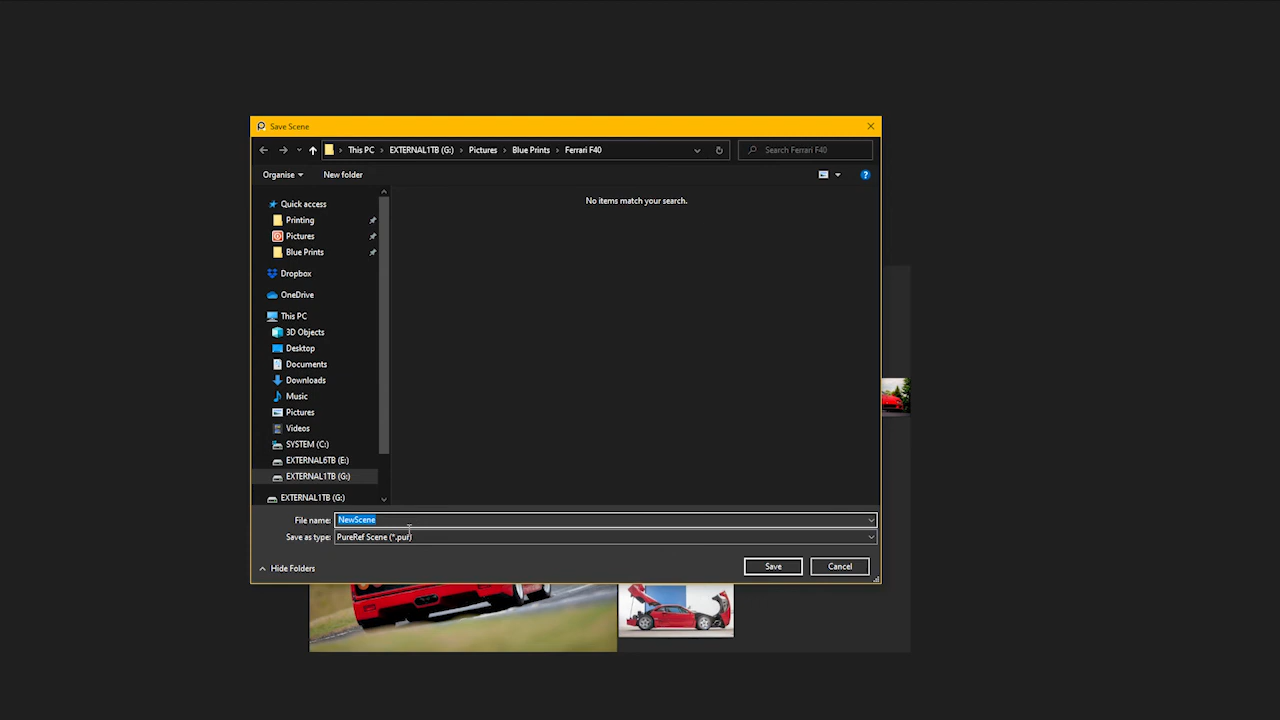 Save Scene
This PC > EXTERNAL1TB (G:) > Pictures > Blue Prints > Ferrari F40
Search Ferrari F40
Organise
New folder
No items match your search.
Quick access
Printing
Pictures
Blue Prints
Dropbox
OneDrive
This PC
3D Objects
Desktop
Documents
Downloads
Music
Pictures
Videos
SYSTEM (C:)
EXTERNAL6TB (E:)
EXTERNAL1TB (G:)
EXTERNAL1TB (G:)
File name: NewScene
Save as type: PureRef Scene (*.pur)
Hide Folders
Save
Cancel